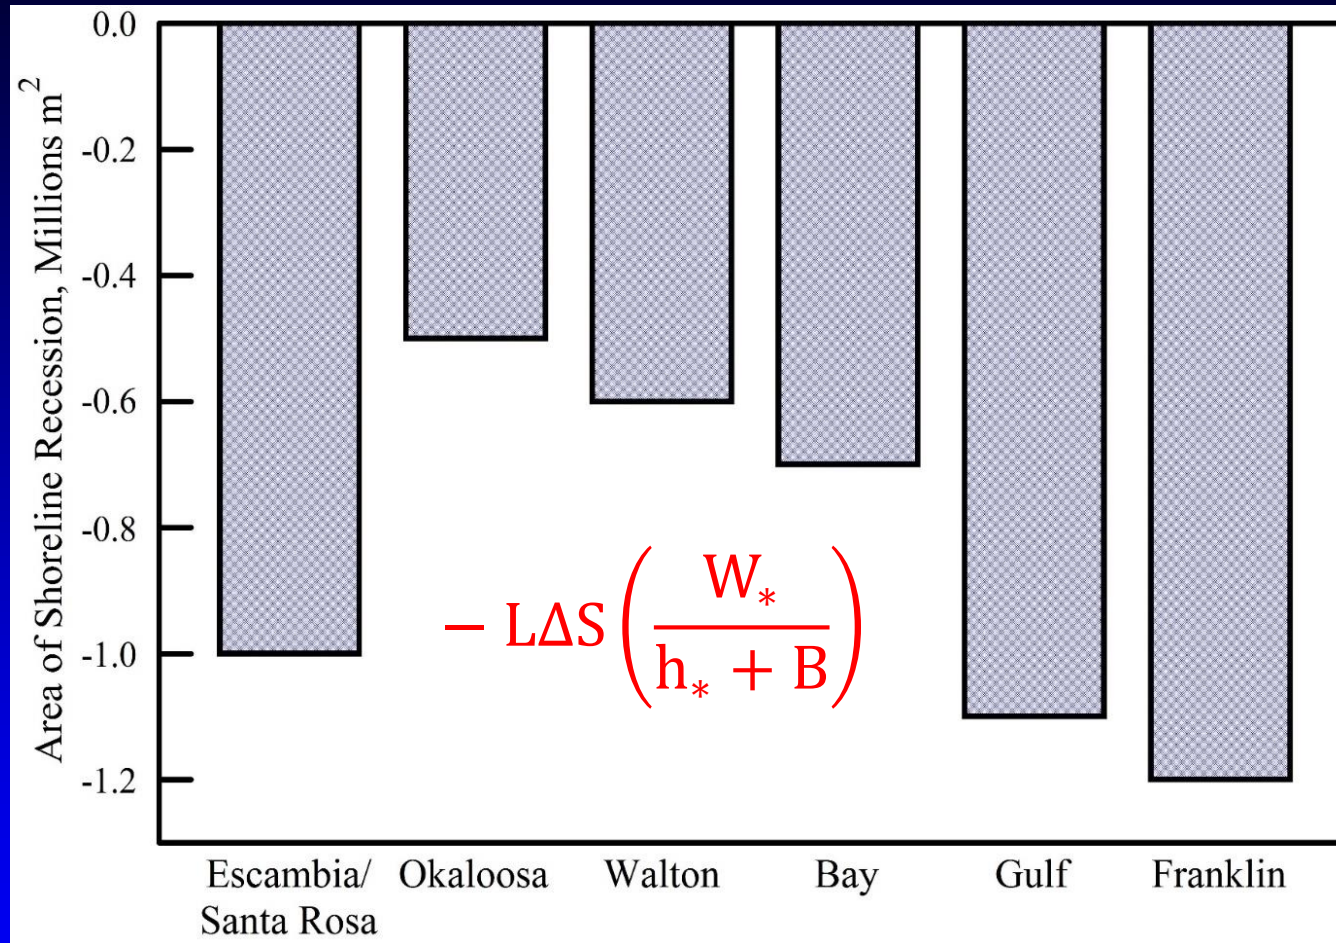 Area of Shoreline Recession, Millions m²
0.0
-0.2
-0.4
-0.6
-0.8
-1.0
-1.2
− LΔS (W* / (h* + B))
Escambia/
Santa Rosa
Okaloosa
Walton
Bay
Gulf
Franklin